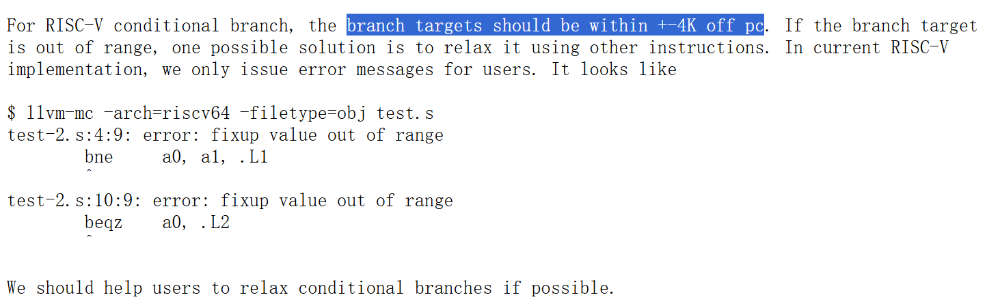 For RISC-V conditional branch, the branch targets should be within +-4K off pc. If the branch target
is out of range, one possible solution is to relax it using other instructions. In current RISC-V
implementation, we only issue error messages for users. It looks like
$ llvm-mc -arch=riscv64 -filetype=obj test.s
test-2.s:4:9: error: fixup value out of range
bne a0, a1, .L1
^
test-2.s:10:9: error: fixup value out of range
beqz a0, .L2
^
We should help users to relax conditional branches if possible.